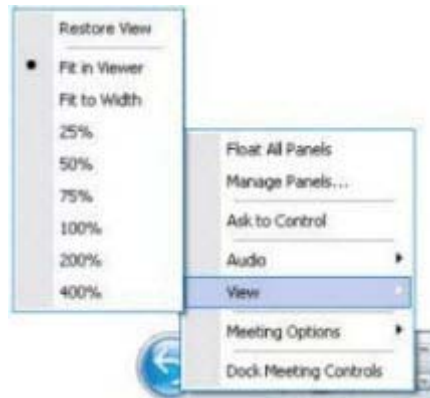 Restore View
Fit in Viewer
Fit to Width
25%
50%
75%
100%
200%
400%
Float All Panels
Manage Panels...
Ask to Control
Audio
View
Meeting Options
Dock Meeting Controls